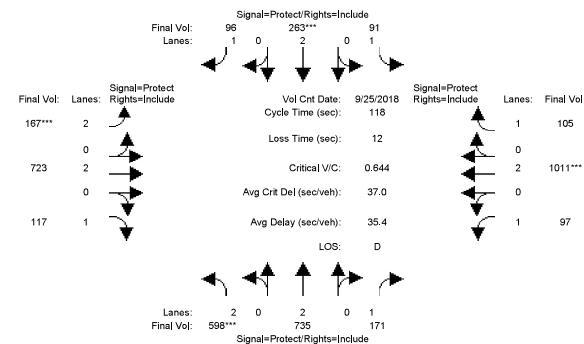 Signal=Protect/Rights=Include
Final Vol: 96 263*** 91
Lanes: 1 0 2 0 1
Signal=Protect Signal=Protect
Final Vol: Lanes: Rights=Include Vol Cnt Date: 9/25/2018 Rights=Include Lanes: Final Vol
Cycle Time (sec): 118
167*** 2 1 105
Loss Time (sec): 12
0 0
723 2 Critical V/C: 0.644 2 1011***
0 Avg Crit Del (sec/veh): 37.0 0
117 1 Avg Delay (sec/veh): 35.4 1 97
LOS: D
Lanes: 2 0 2 0 1
Final Vol: 598*** 735 171
Signal=Protect/Rights=Include